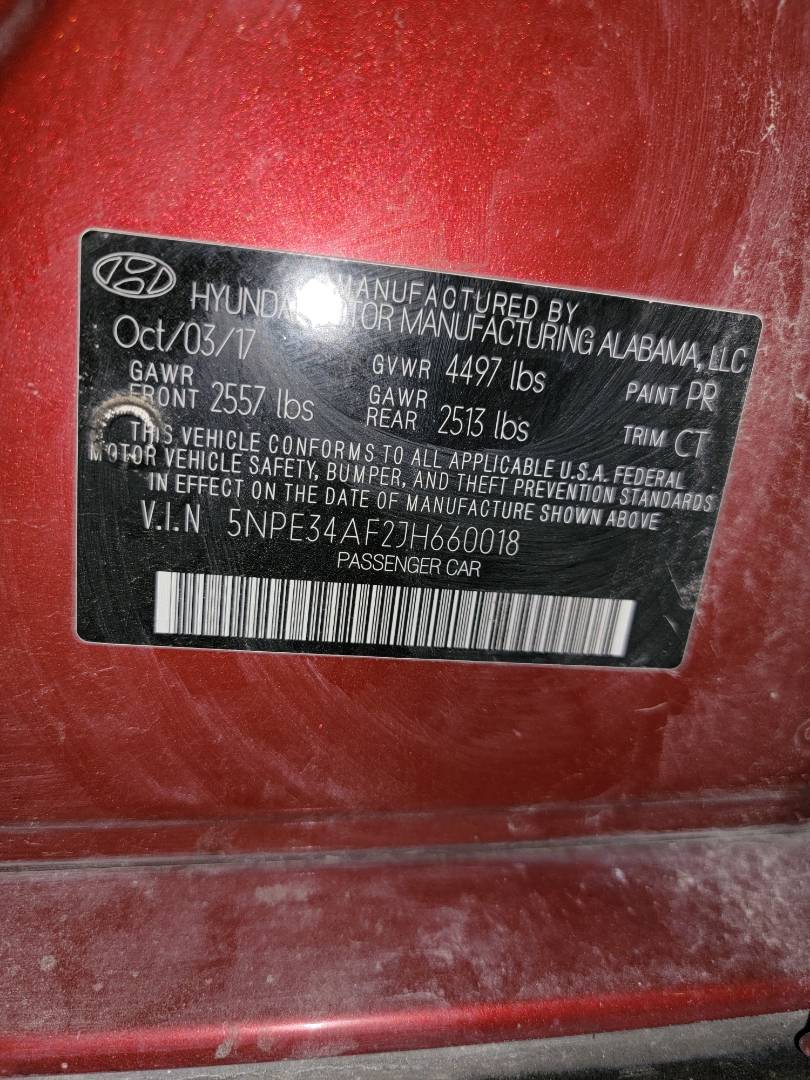 MANUFACTURED BY
HYUNDAI MOTOR MANUFACTURING ALABAMA, LLC
Oct/03/17 GVWR 4497 lbs PAINT PR
GAWR FRONT 2557 lbs GAWR REAR 2513 lbs TRIM CT
THIS VEHICLE CONFORMS TO ALL APPLICABLE U.S.A. FEDERAL
MOTOR VEHICLE SAFETY, BUMPER, AND THEFT PREVENTION STANDARDS
IN EFFECT ON THE DATE OF MANUFACTURE SHOWN ABOVE
V.I.N 5NPE34AF2JH660018
PASSENGER CAR